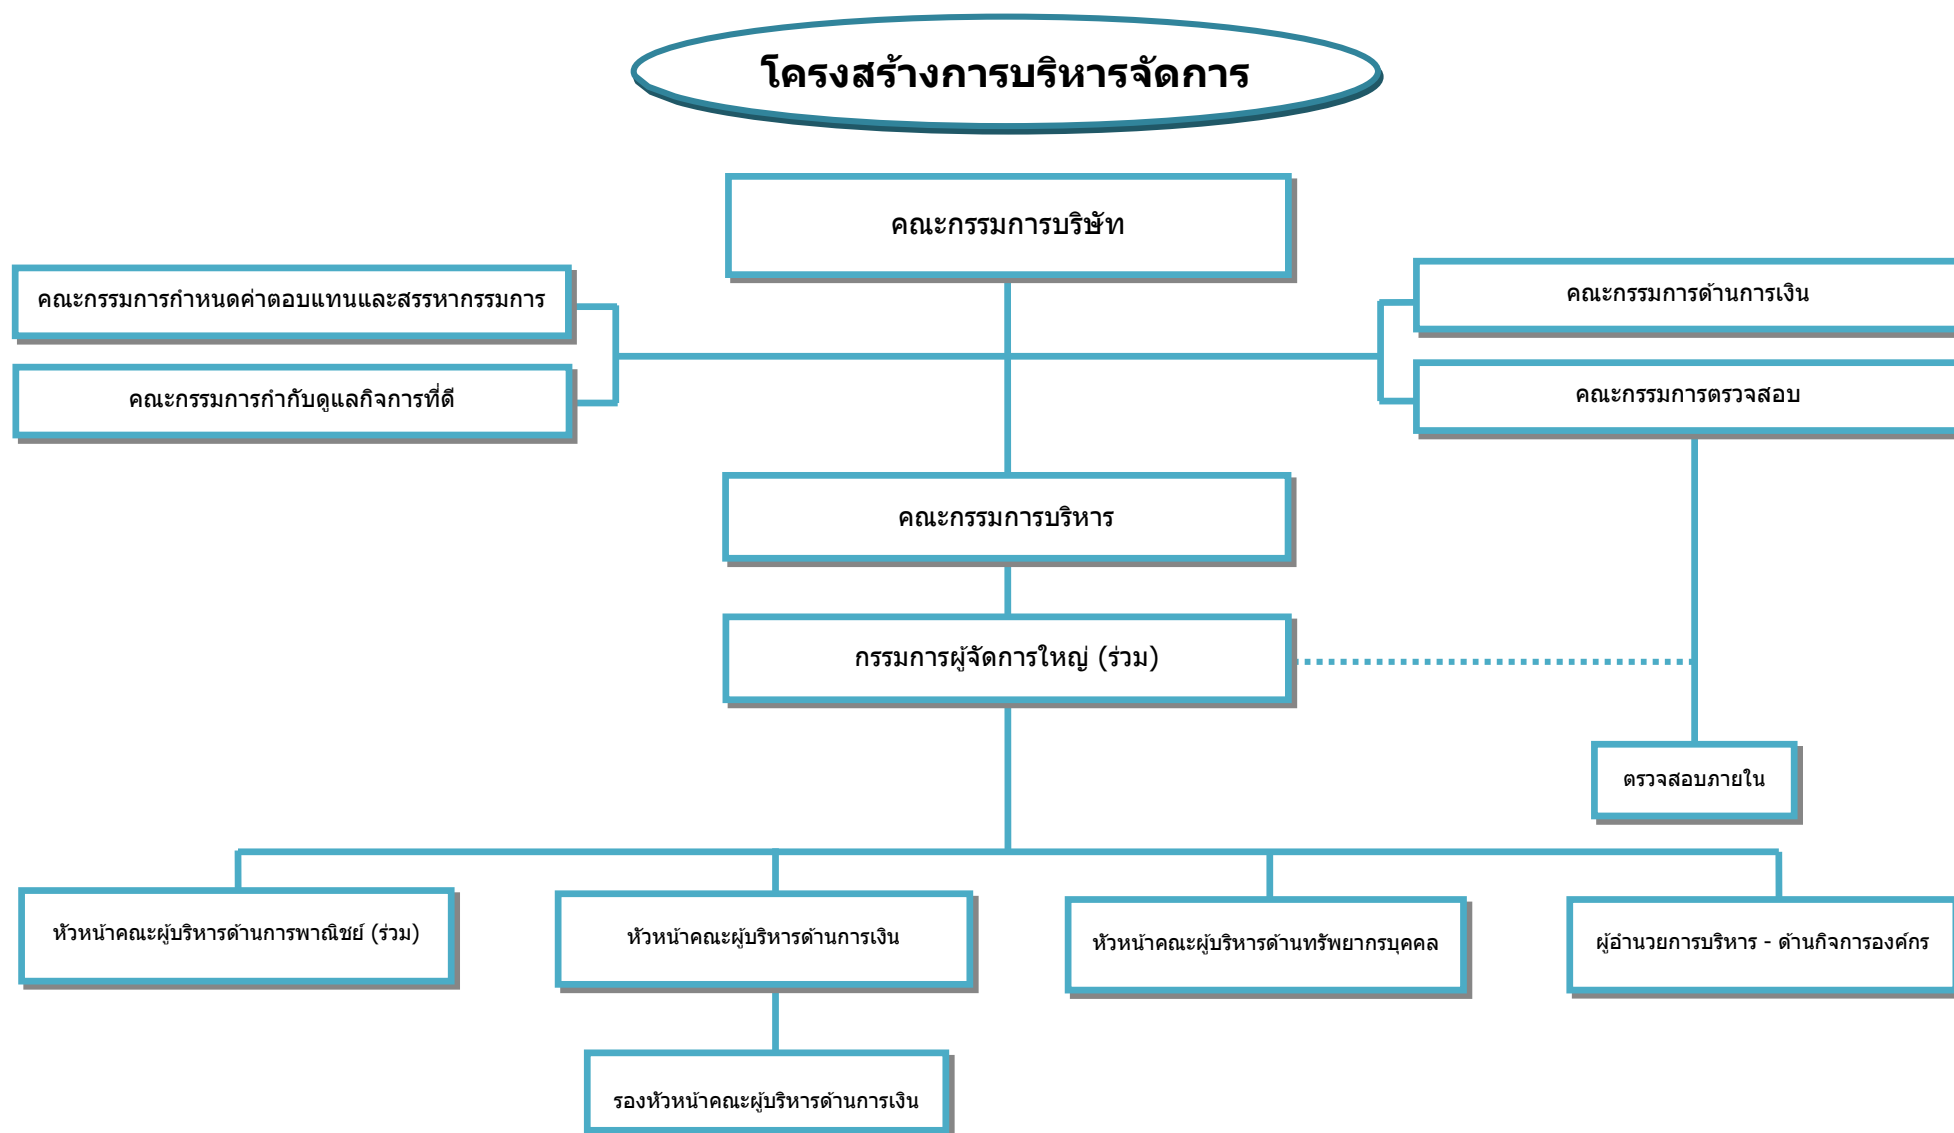 โครงสร้างการบริหารจัดการ
คณะกรรมการบริษัท
คณะกรรมการกำหนดค่าตอบแทนและสรรหากรรมการ
คณะกรรมการด้านการเงิน
คณะกรรมการกำกับดูแลกิจการที่ดี
คณะกรรมการตรวจสอบ
คณะกรรมการบริหาร
กรรมการผู้จัดการใหญ่ (ร่วม)
ตรวจสอบภายใน
หัวหน้าคณะผู้บริหารด้านการพาณิชย์ (ร่วม)
หัวหน้าคณะผู้บริหารด้านการเงิน
หัวหน้าคณะผู้บริหารด้านทรัพยากรบุคคล
ผู้อำนวยการบริหาร - ด้านกิจการองค์กร
รองหัวหน้าคณะผู้บริหารด้านการเงิน